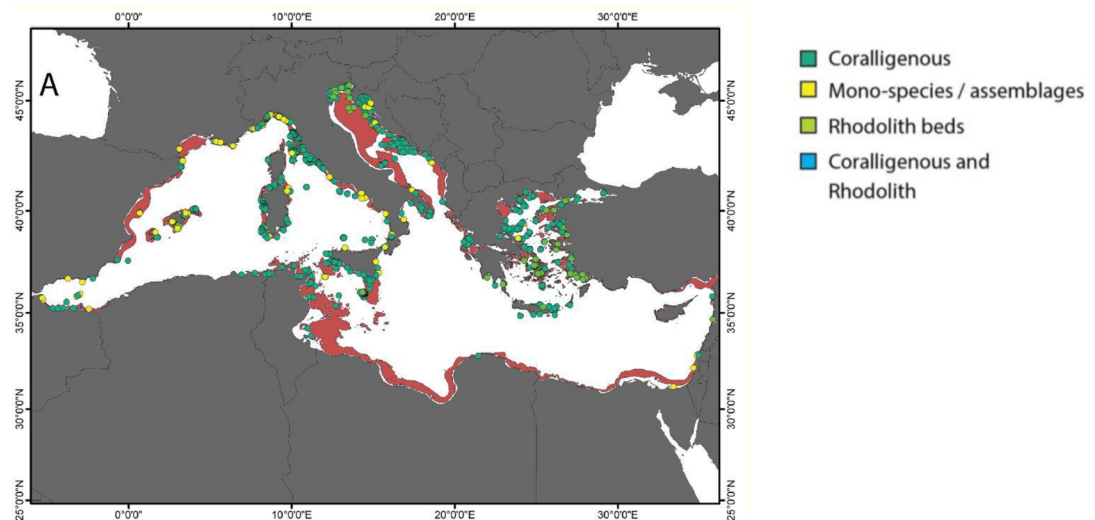 0°0'0" 10°0'0"E 20°0'0"E 30°0'0"E
A
45°0'0"N 45°0'0"N
40°0'0"N 40°0'0"N
35°0'0"N 35°0'0"N
30°0'0"N 30°0'0"N
25°0'0"N 25°0'0"N
0°0'0" 10°0'0"E 20°0'0"E 30°0'0"E
Coralligenous
Mono-species / assemblages
Rhodolith beds
Coralligenous and
Rhodolith